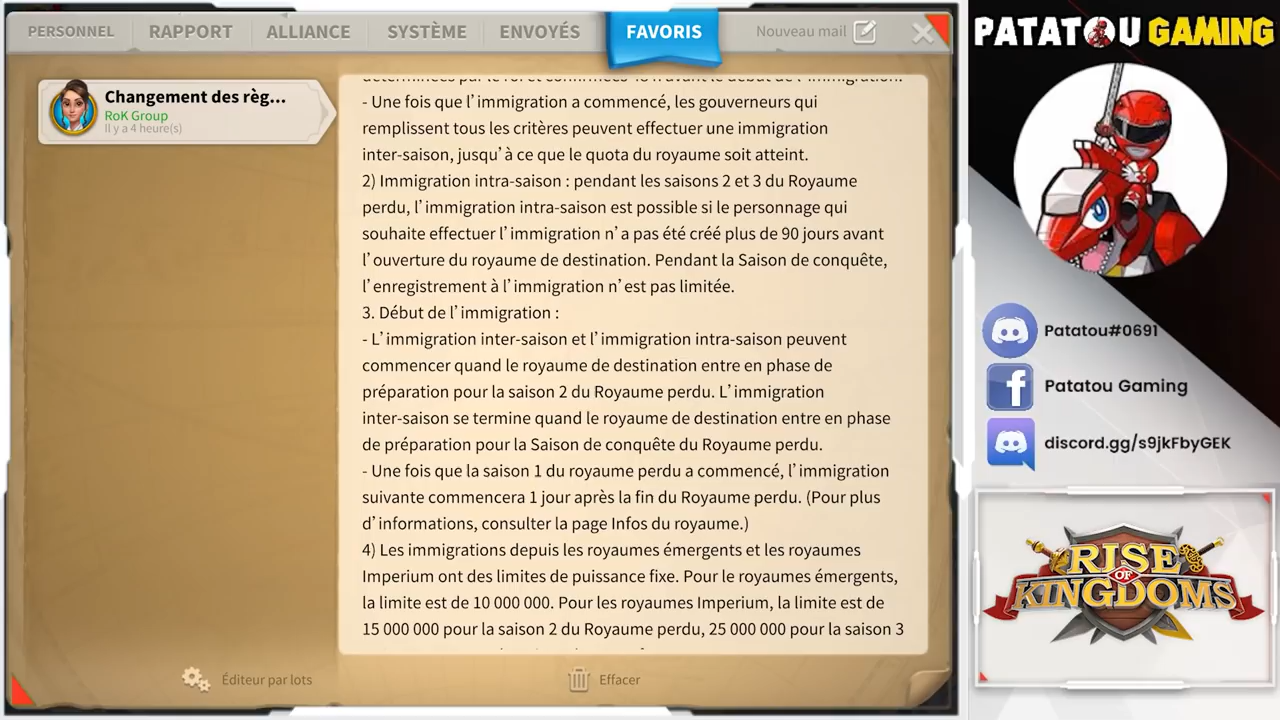 PERSONNEL RAPPORT ALLIANCE SYSTÈME ENVOYÉS FAVORIS Nouveau mail
Changement des règ...
RoK Group
Il y a 4 heure(s)
- Une fois que l'immigration a commencé, les gouverneurs qui
remplissent tous les critères peuvent effectuer une immigration
inter-saison, jusqu'à ce que le quota du royaume soit atteint.
2) Immigration intra-saison : pendant les saisons 2 et 3 du Royaume
perdu, l'immigration intra-saison est possible si le personnage qui
souhaite effectuer l'immigration n'a pas été créé plus de 90 jours avant
l'ouverture du royaume de destination. Pendant la Saison de conquête,
l'enregistrement à l'immigration n'est pas limitée.
3. Début de l'immigration :
- L'immigration inter-saison et l'immigration intra-saison peuvent
commencer quand le royaume de destination entre en phase de
préparation pour la saison 2 du Royaume perdu. L'immigration
inter-saison se termine quand le royaume de destination entre en phase
de préparation pour la Saison de conquête du Royaume perdu.
- Une fois que la saison 1 du royaume perdu a commencé, l'immigration
suivante commencera 1 jour après la fin du Royaume perdu. (Pour plus
d'informations, consulter la page Infos du royaume.)
4) Les immigrations depuis les royaumes émergents et les royaumes
Imperium ont des limites de puissance fixe. Pour le royaumes émergents,
la limite est de 10 000 000. Pour les royaumes Imperium, la limite est de
15 000 000 pour la saison 2 du Royaume perdu, 25 000 000 pour la saison 3
Éditeur par lots
Effacer
PATATOU GAMING
Patatou#0691
Patatou Gaming
discord.gg/s9jkFbyGEK
RISE
OF
KINGDOMS